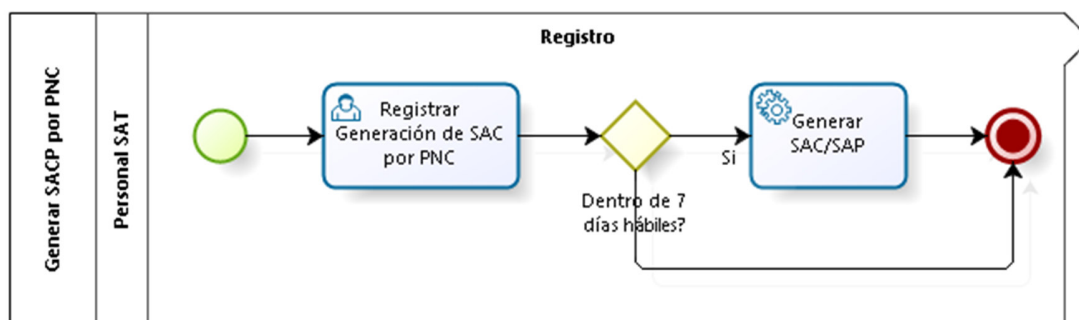 Generar SACP por PNC
Personal SAT
Registro
Registrar
Generación de SAC
por PNC
Dentro de 7
días hábiles?
Si
Generar
SAC/SAP